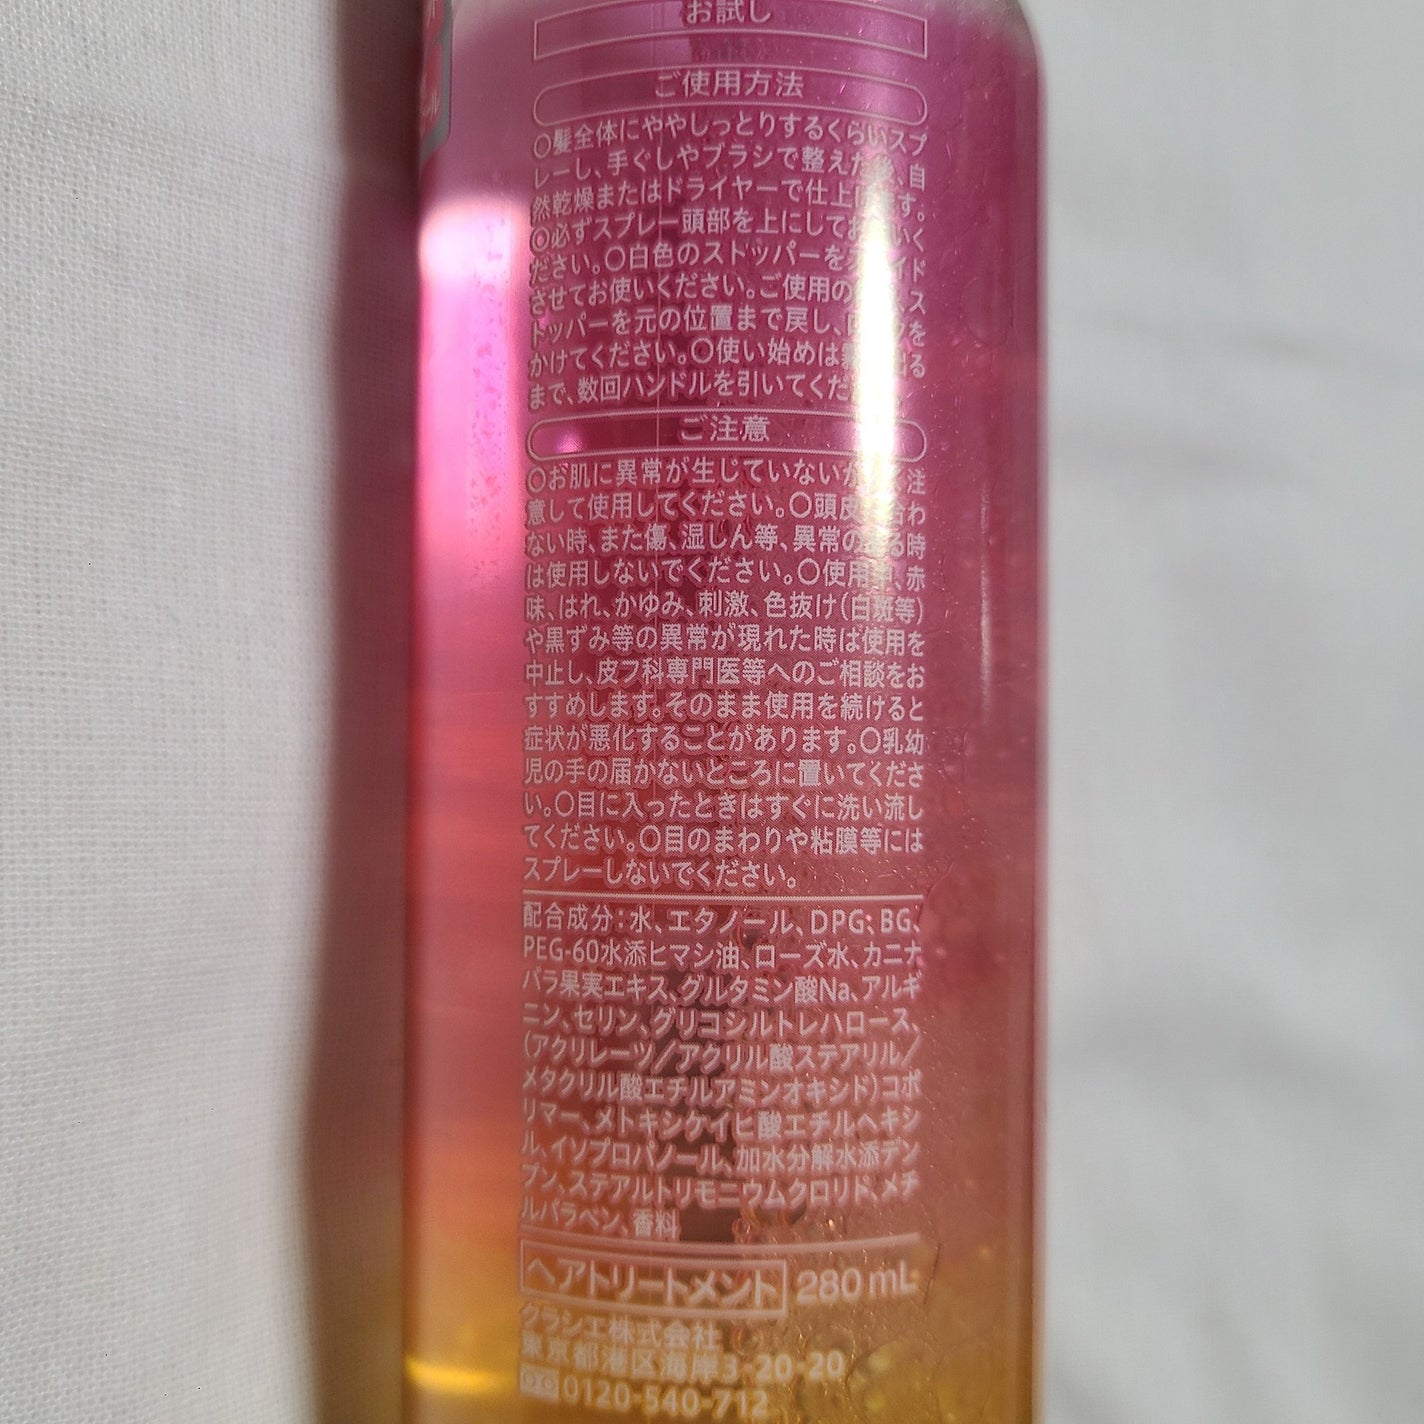 お試し
ご使用方法
○髪全体にややしっとりするくらいスプ
レーし、手ぐしやブラシで整えた後、自
然乾燥またはドライヤーで仕上げます。
◎必ずスプレー頭部を上にしてお いく
ださい。○白色のストッパーをスライド
させてお使いください。ご使用の ス
トッパーを元の位置まで戻し、ロックを
かけてください。○使い始めは霧が出る
まで、数回ハンドルを引いてくだ
ご注意
○お肌に異常が生じていないかよく注
意して使用してください。○頭皮に合わ
ない時、また傷、湿しん等、異常のある時
は使用しないでください。○使用中、赤
味、はれ、かゆみ、刺激、色抜け(白斑等)
や黒ずみ等の異常が現れた時は使用を
中止し、皮フ科専門医等へのご相談をお
すすめします。そのまま使用を続けると
症状が悪化することがあります。○乳幼
児の手の届かないところに置いてくださ
い。○目に入ったときはすぐに洗い流し
てください。○目のまわりや粘膜等には
スプレーしないでください。
配合成分:水、エタノール、DPG、BG、
PEG-60水添ヒマシ油、ローズ水、カニナ
バラ果実エキス、グルタミン酸Na、アルギ
ニン、セリン、グリコシルトレハロース、
(アクリレーツ/アクリル酸ステアリル/
メタクリル酸エチルアミンオキシド)コポ
リマー、メトキシケイヒ酸エチルヘキシ
ル、イソプロパノール、加水分解水添デン
プン、ステアルトリモニウムクロリド、メチ
ルパラベン、香料
ヘアトリートメント 280mL
クラシエ株式会社
東京都港区海岸3-20-20
0120-540-712